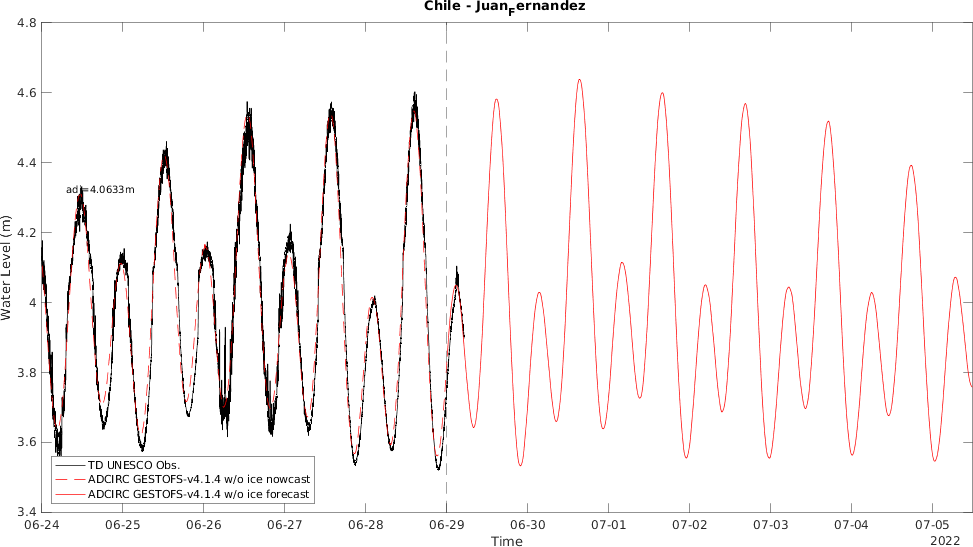 Chile - JuanFernandez
4.8
4.6
4.4
4.2
4
3.8
3.6
3.4
Water Level (m)
adj=4.0633m
TD UNESCO Obs.
ADCIRC GESTOFS-v4.1.4 w/o ice nowcast
ADCIRC GESTOFS-v4.1.4 w/o ice forecast
06-24 06-25 06-26 06-27 06-28 06-29 06-30 07-01 07-02 07-03 07-04 07-05
Time
2022